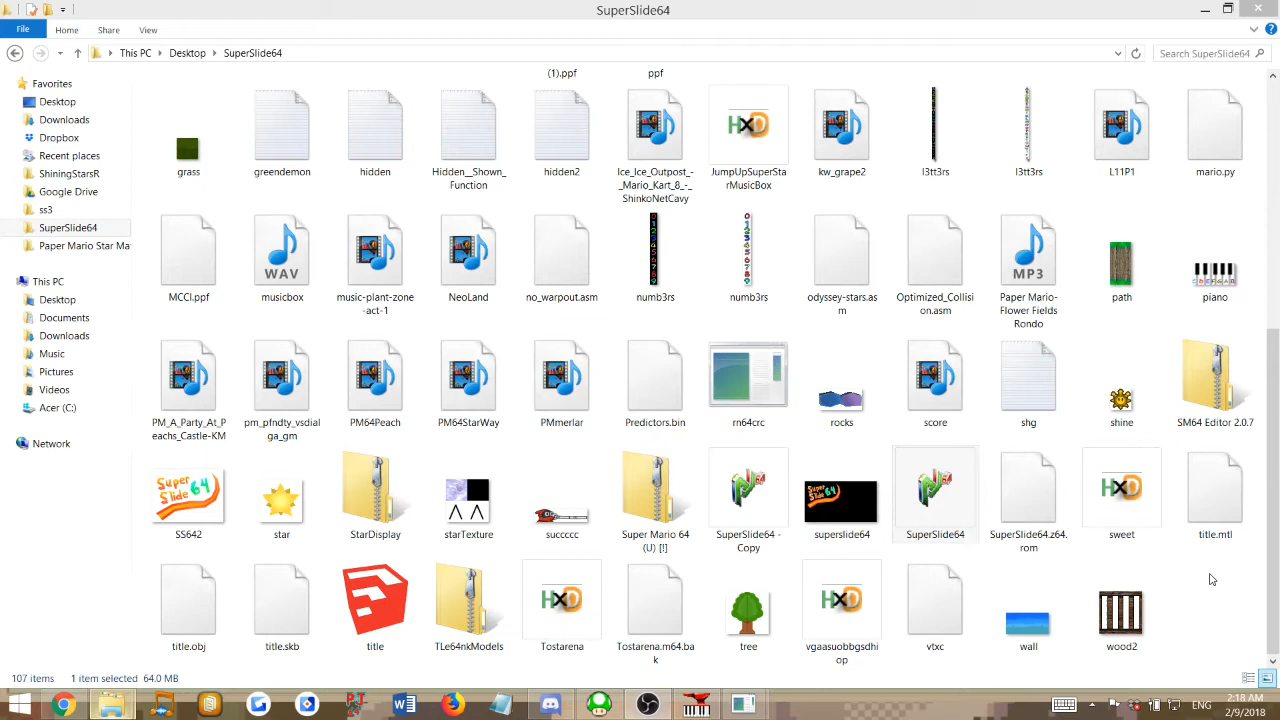 SuperSlide64
File
Home
Share
View
This PC
Desktop
SuperSlide64
Search SuperSlide64
Favorites
Desktop
Downloads
Dropbox
Recent places
ShiningStarsR
Google Drive
ss3
SuperSlide64
Paper Mario Star Ma
This PC
Desktop
Documents
Downloads
Music
Pictures
Videos
Acer (C:)
Network
(1).ppf
ppf
grass
greendemon
hidden
Hidden__Shown_
Function
hidden2
Ice_Ice_Outpost_-
_Mario_Kart_8_-_
ShinkoNetCavy
JumpUpSuperSta
rMusicBox
kw_grape2
l3tt3rs
l3tt3rs
L11P1
mario.py
MCCI.ppf
WAV
musicbox
music-plant-zone
-act-1
NeoLand
no_warpout.asm
numb3rs
numb3rs
odyssey-stars.as
m
Optimized_Collisi
on.asm
MP3
Paper Mario-
Flower Fields
Rondo
path
piano
PM_A_Party_At_P
eachs_Castle-KM
pm_pfndty_vsdial
ga_gm
PM64Peach
PM64StarWay
PMmerlar
Predictors.bin
rn64crc
rocks
score
shg
shine
SM64 Editor 2.0.7
Super
Slide 64
SS642
star
StarDisplay
starTexture
succccc
Super Mario 64
(U) [!]
SuperSlide64 -
Copy
superslide64
SuperSlide64
SuperSlide64.z64.
rom
sweet
title.mtl
title.obj
title.skb
title
TLe64nkModels
Tostarena
Tostarena.m64.ba
k
tree
vgaasuobbgsdhi
op
vtxc
wall
wood2
107 items
1 item selected
64.0 MB
ENG
2:18 AM
2/9/2018